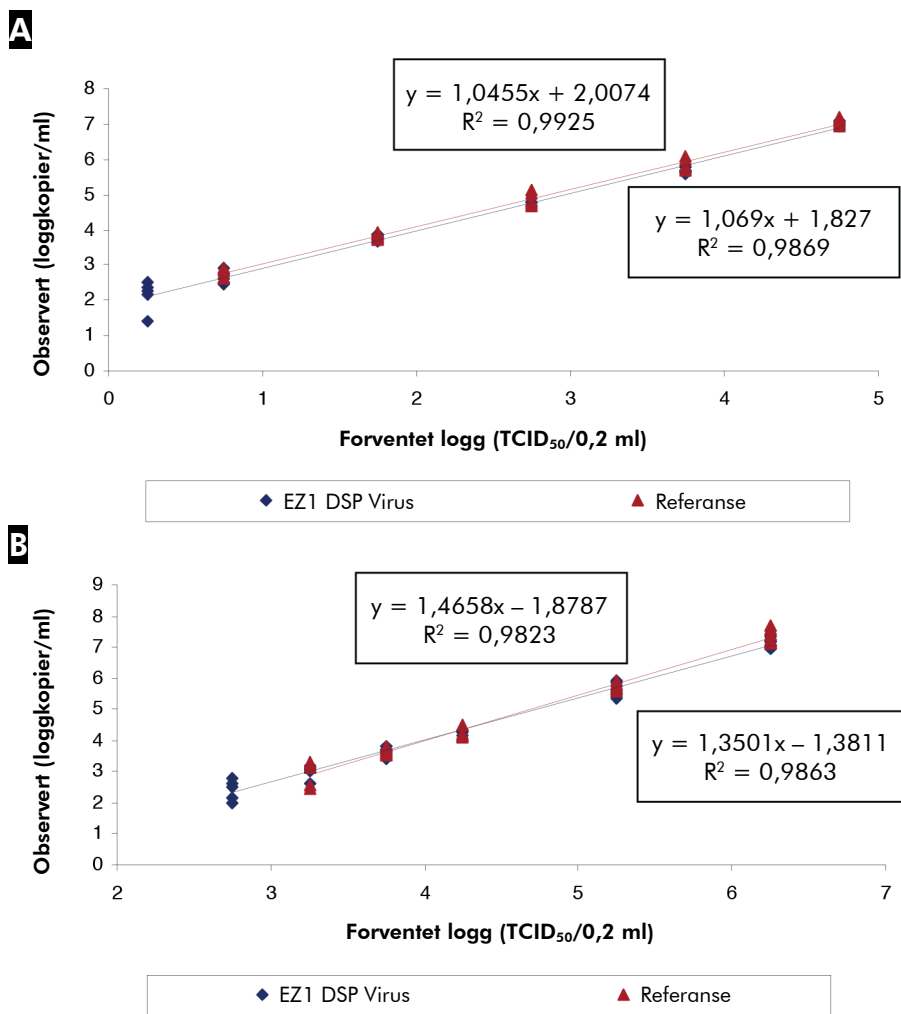 A
y = 1,0455x + 2,0074
R² = 0,9925
y = 1,069x + 1,827
R² = 0,9869
Observert (loggkopier/ml)
8
7
6
5
4
3
2
1
0
0 1 2 3 4 5
Forventet logg (TCID₅₀/0,2 ml)
EZ1 DSP Virus Referanse
B
y = 1,4658x – 1,8787
R² = 0,9823
y = 1,3501x – 1,3811
R² = 0,9863
Observert (loggkopier/ml)
9
8
7
6
5
4
3
2
1
0
2 3 4 5 6 7
Forventet logg (TCID₅₀/0,2 ml)
EZ1 DSP Virus Referanse